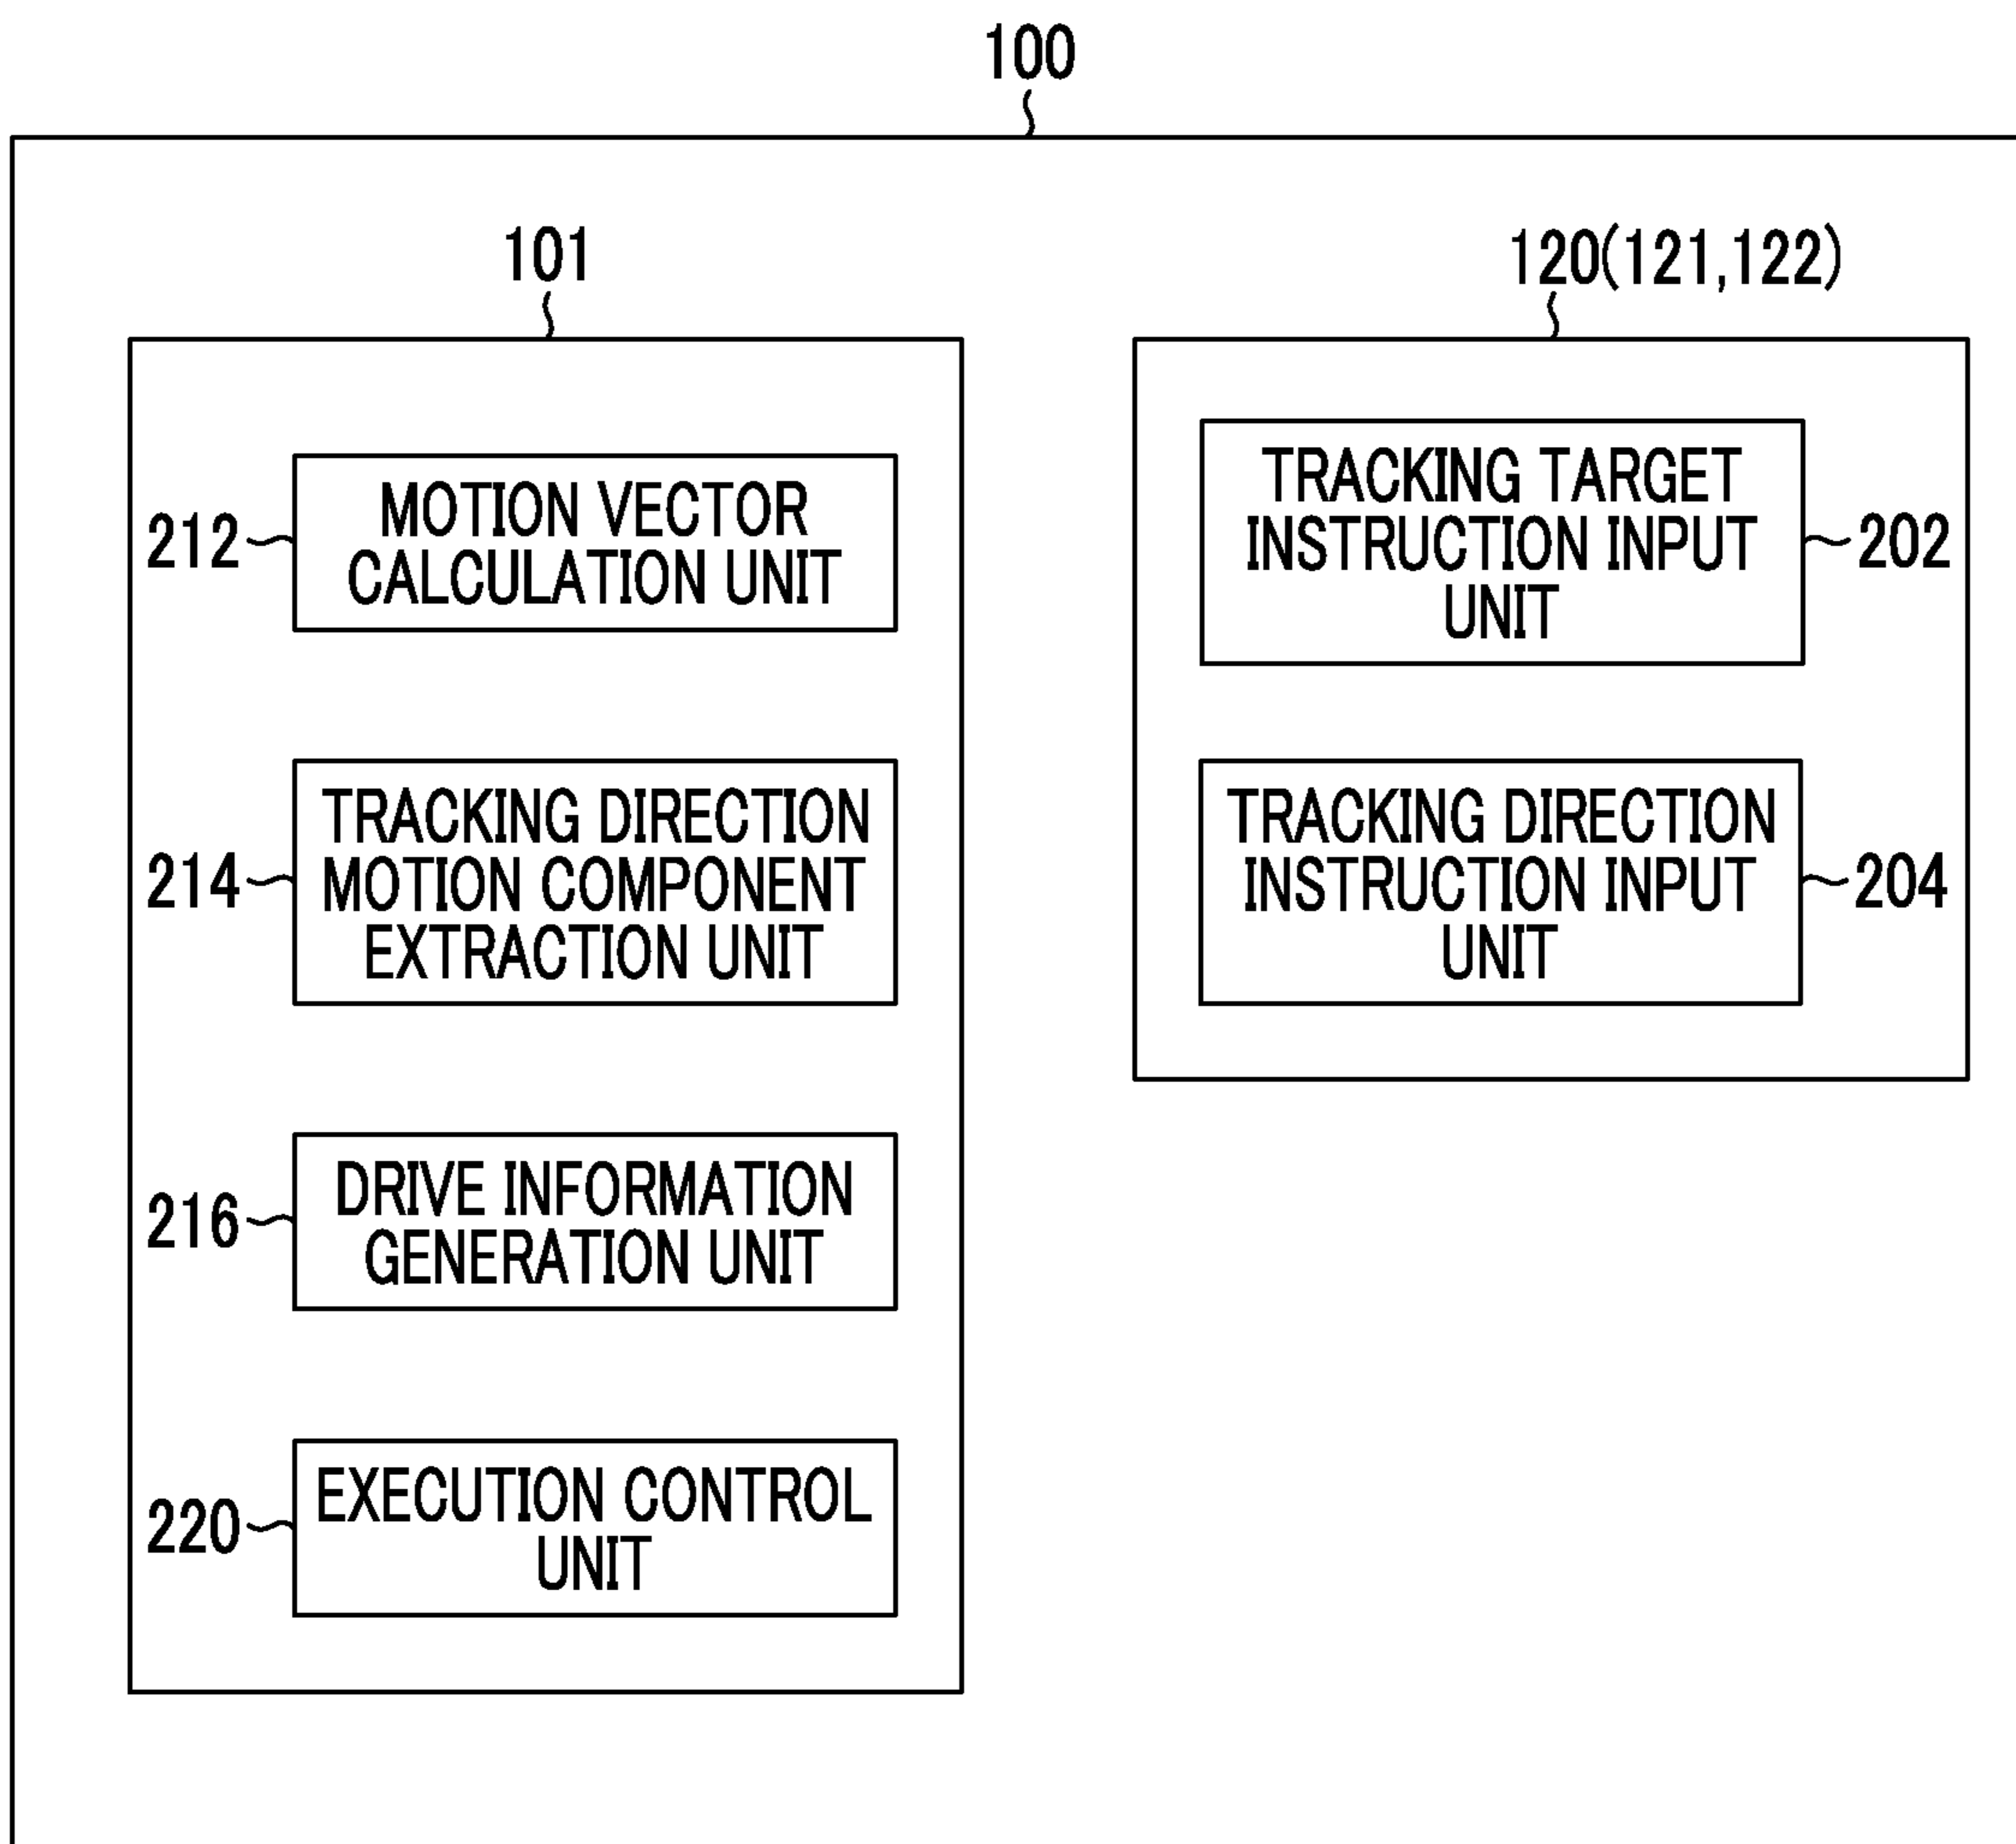 100
101
212
MOTION VECTOR
CALCULATION UNIT
214
TRACKING DIRECTION
MOTION COMPONENT
EXTRACTION UNIT
216
DRIVE INFORMATION
GENERATION UNIT
220
EXECUTION CONTROL
UNIT
120(121,122)
TRACKING TARGET
INSTRUCTION INPUT
UNIT
202
TRACKING DIRECTION
INSTRUCTION INPUT
UNIT
204